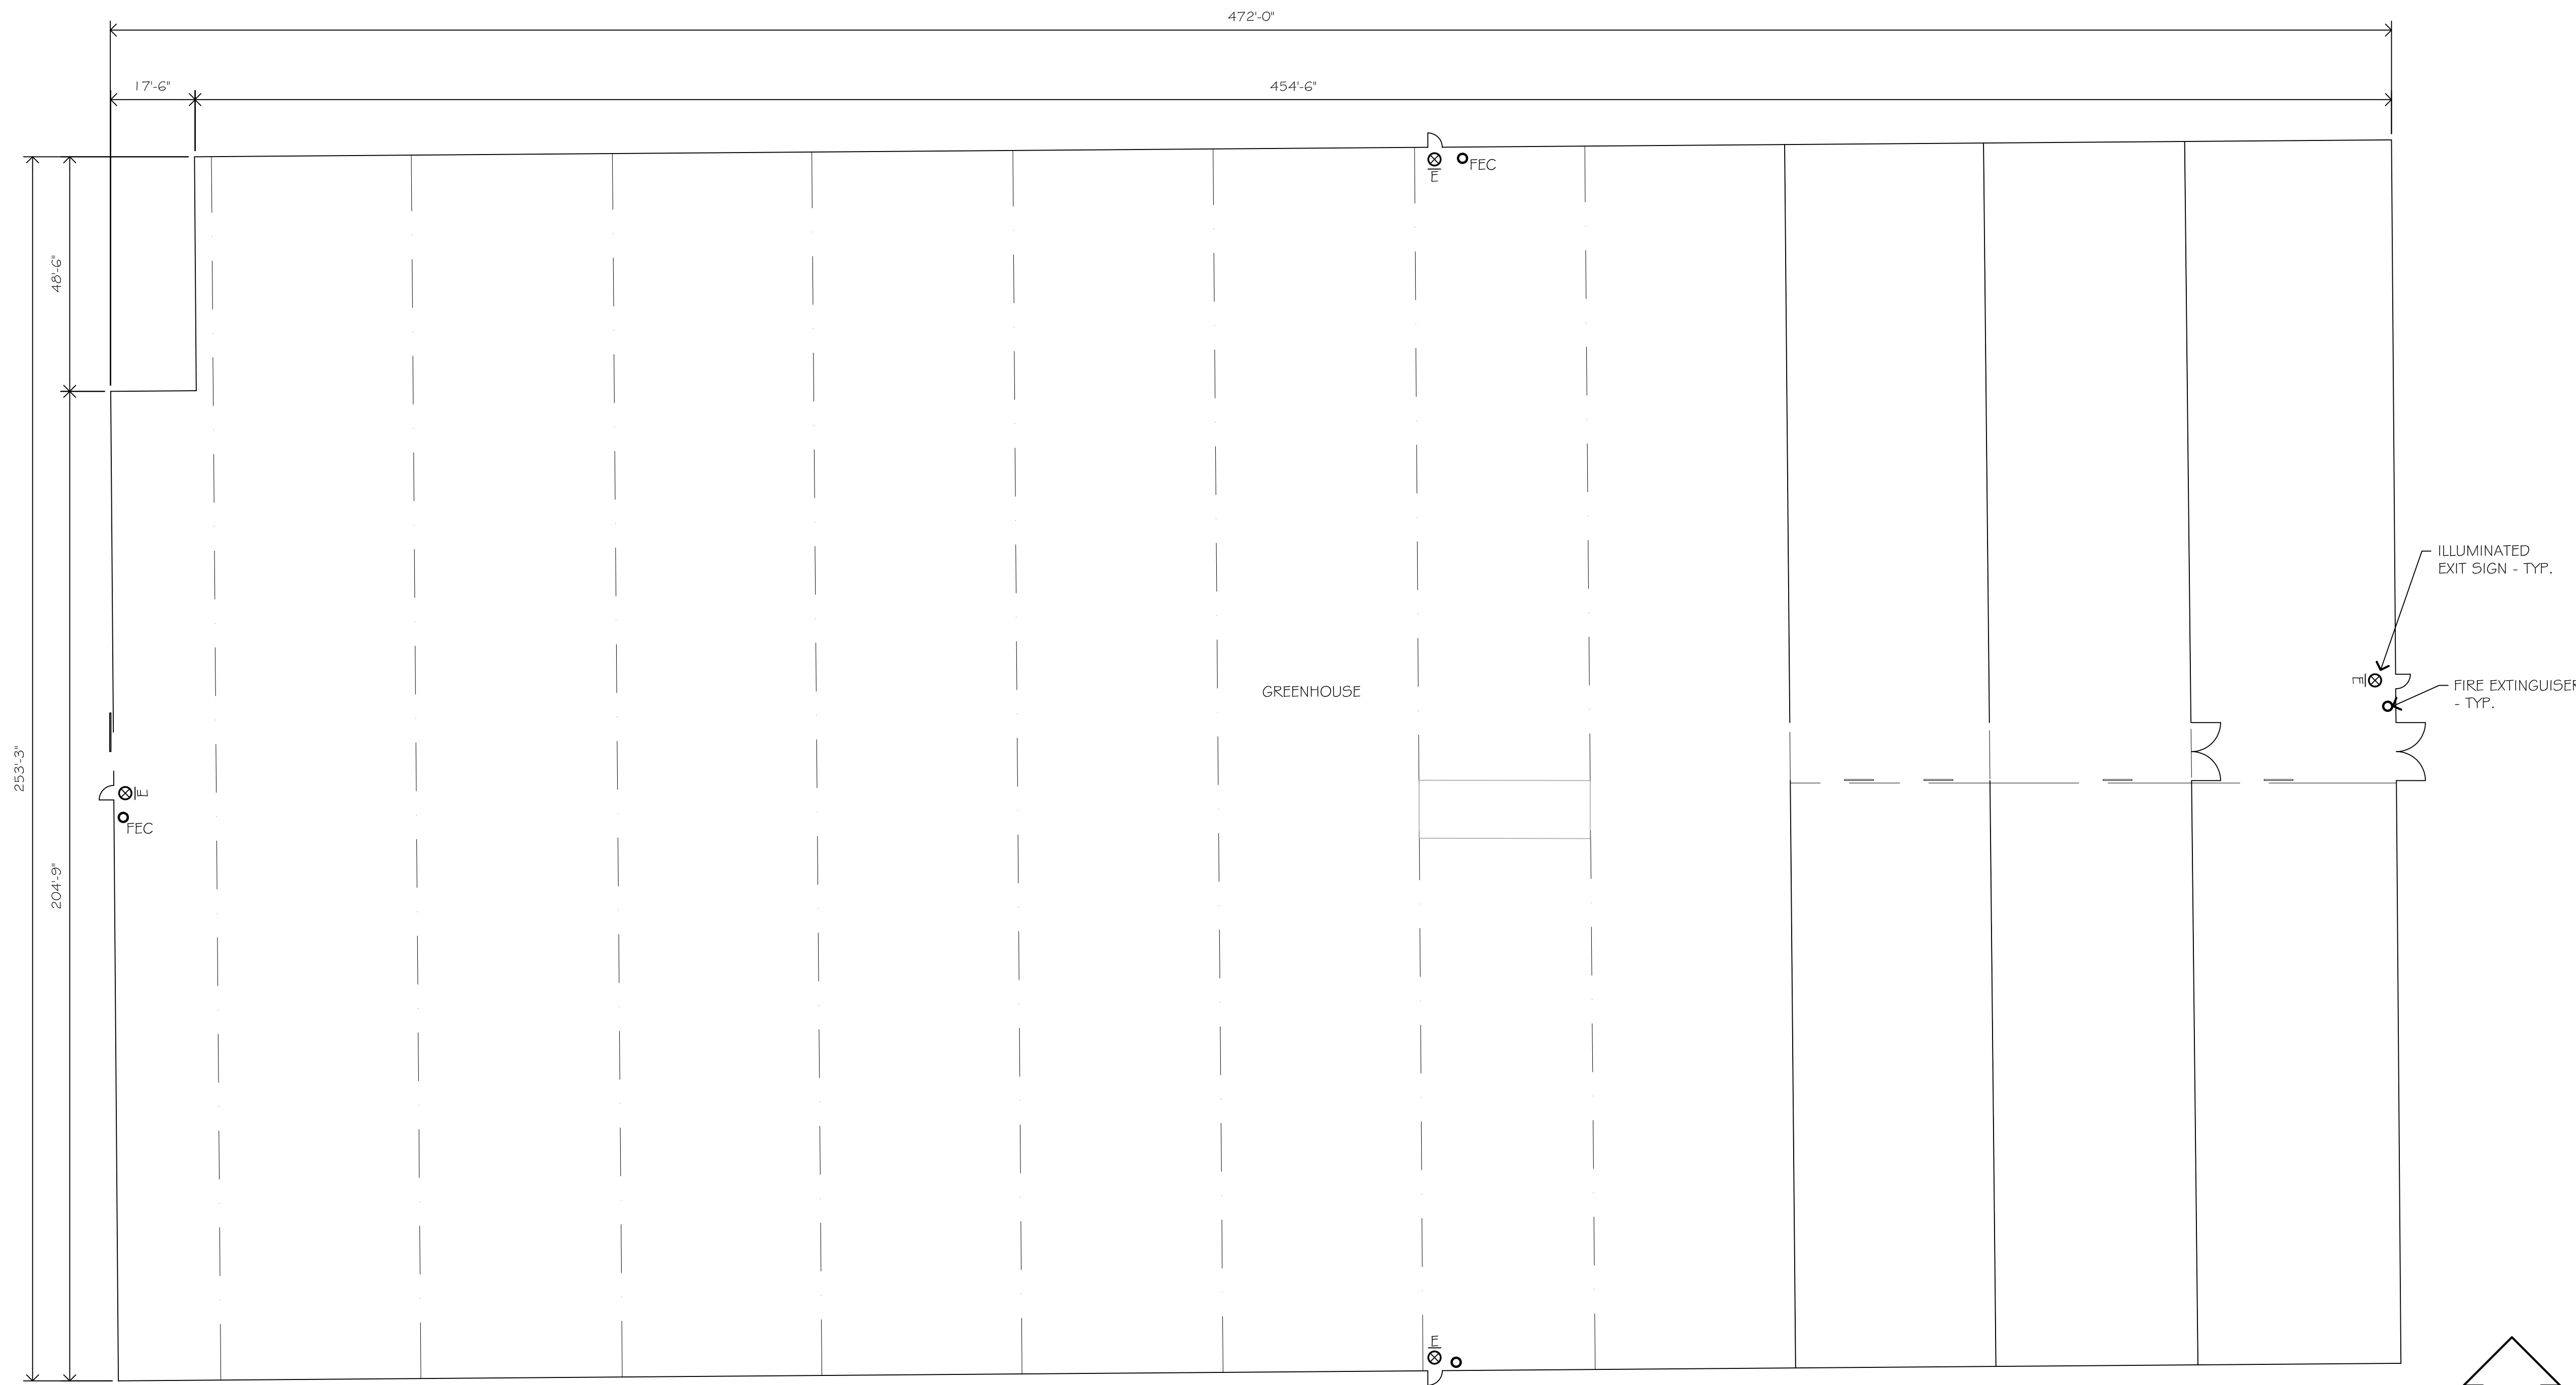 472'-0"
17'-6"
454'-6"
E
FEC
48'-6"
ILLUMINATED
EXIT SIGN - TYP.
E
FIRE EXTINGUISER
- TYP.
GREENHOUSE
253'-3"
E
FEC
204'-9"
E